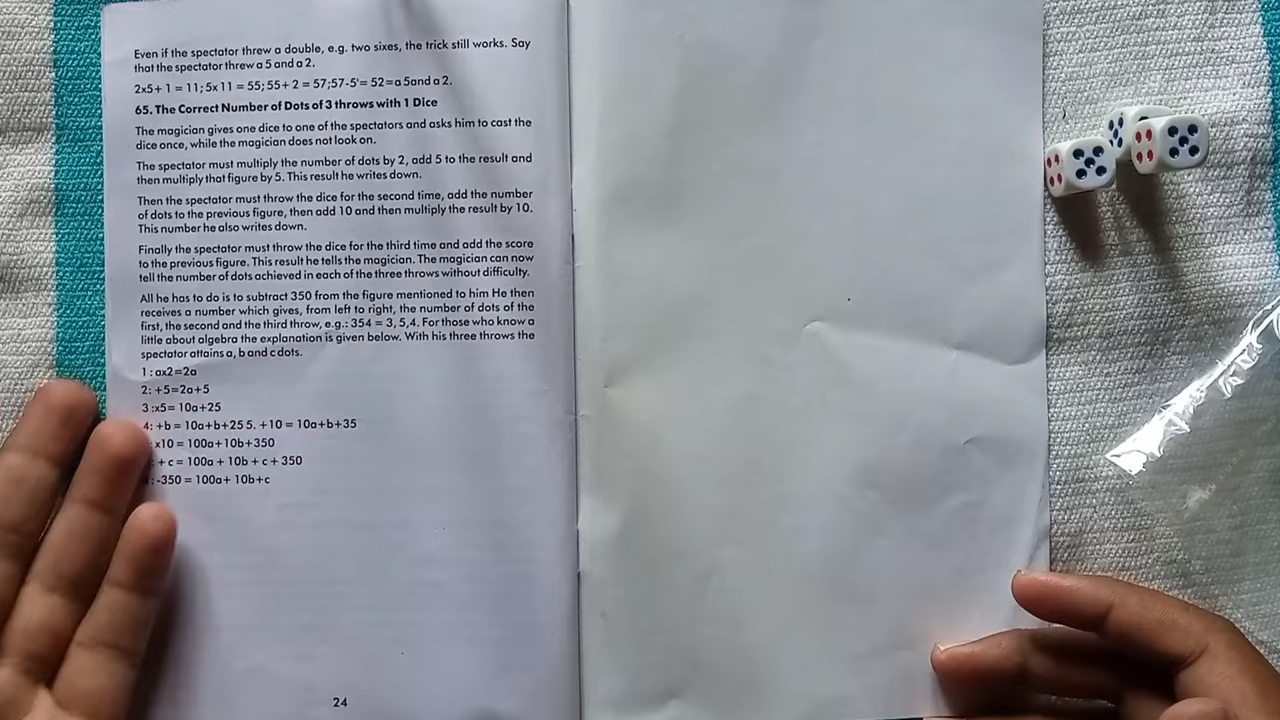 Even if the spectator threw a double, e.g. two sixes, the trick still works. Say
that the spectator threw a 5 and a 2.
2x5+ 1 = 11; 5x 11 = 55; 55+ 2 = 57;57-5'= 52=a 5and a 2.
65. The Correct Number of Dots of 3 throws with 1 Dice
The magician gives one dice to one of the spectators and asks him to cast the
dice once, while the magician does not look on.
The spectator must multiply the number of dots by 2, add 5 to the result and
then multiply that figure by 5. This result he writes down.
Then the spectator must throw the dice for the second time, add the number
of dots to the previous figure, then add 10 and then multiply the result by 10.
This number he also writes down.
Finally the spectator must throw the dice for the third time and add the score
to the previous figure. This result he tells the magician. The magician can now
tell the number of dots achieved in each of the three throws without difficulty.
All he has to do is to subtract 350 from the figure mentioned to him He then
receives a number which gives, from left to right, the number of dots of the
first, the second and the third throw, e.g.: 354 = 3, 5,4. For those who know a
little about algebra the explanation is given below. With his three throws the
spectator attains a, b and c dots.
1 : ax2=2a
2: +5=2a+5
3 :x5= 10a+25
4: +b = 10a+b+25 5. +10 = 10a+b+35
: x10 = 100a+10b+350
: + c = 100a + 10b + c + 350
: -350 = 100a+ 10b+c
24